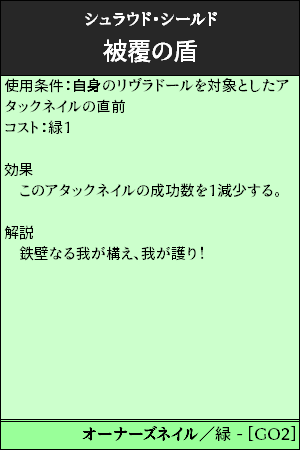 シュラウド・シールド
被覆の盾
使用条件：自身のリヴラドールを対象としたア
タックネイルの直前
コスト：緑1
効果
　このアタックネイルの成功数を1減少する。
解説
　鉄壁なる我が構え、我が護り！
オーナーズネイル／緑 - [GO2]